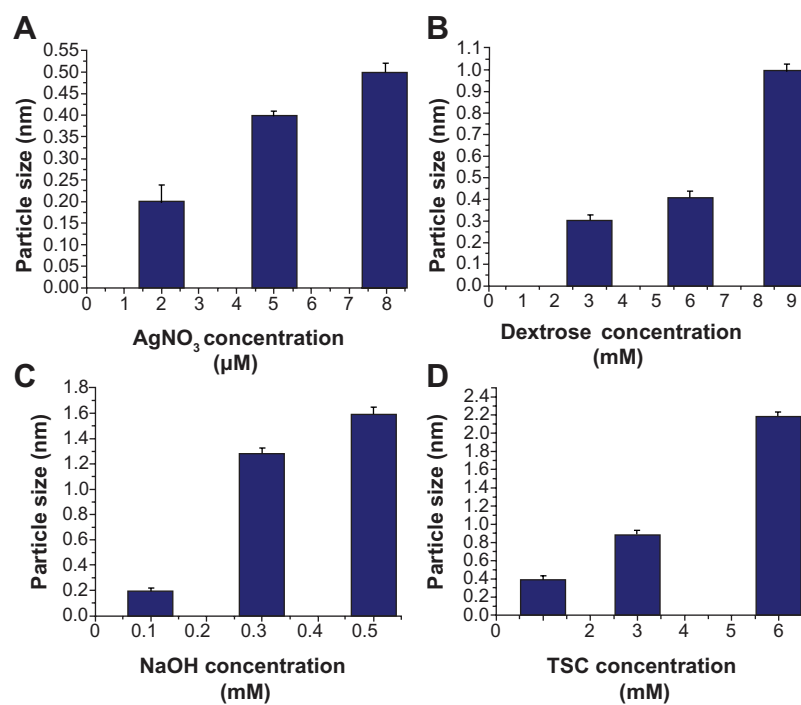 A
Particle size (nm)
0.55
0.50
0.45
0.40
0.35
0.30
0.25
0.20
0.15
0.10
0.05
0.00
0 1 2 3 4 5 6 7 8
AgNO₃ concentration
(µM)
B
Particle size (nm)
1.1
1.0
0.9
0.8
0.7
0.6
0.5
0.4
0.3
0.2
0.1
0.0
0 1 2 3 4 5 6 7 8 9
Dextrose concentration
(mM)
C
Particle size (nm)
1.8
1.6
1.4
1.2
1.6
0.8
0.6
0.4
0.2
0.0
0 0.1 0.2 0.3 0.4 0.5
NaOH concentration
(mM)
D
Particle size (nm)
2.4
2.2
2.0
1.8
1.6
1.4
1.2
1.0
0.8
0.6
0.4
0.2
0.0
0 2 3 4 5 6
TSC concentration
(mM)